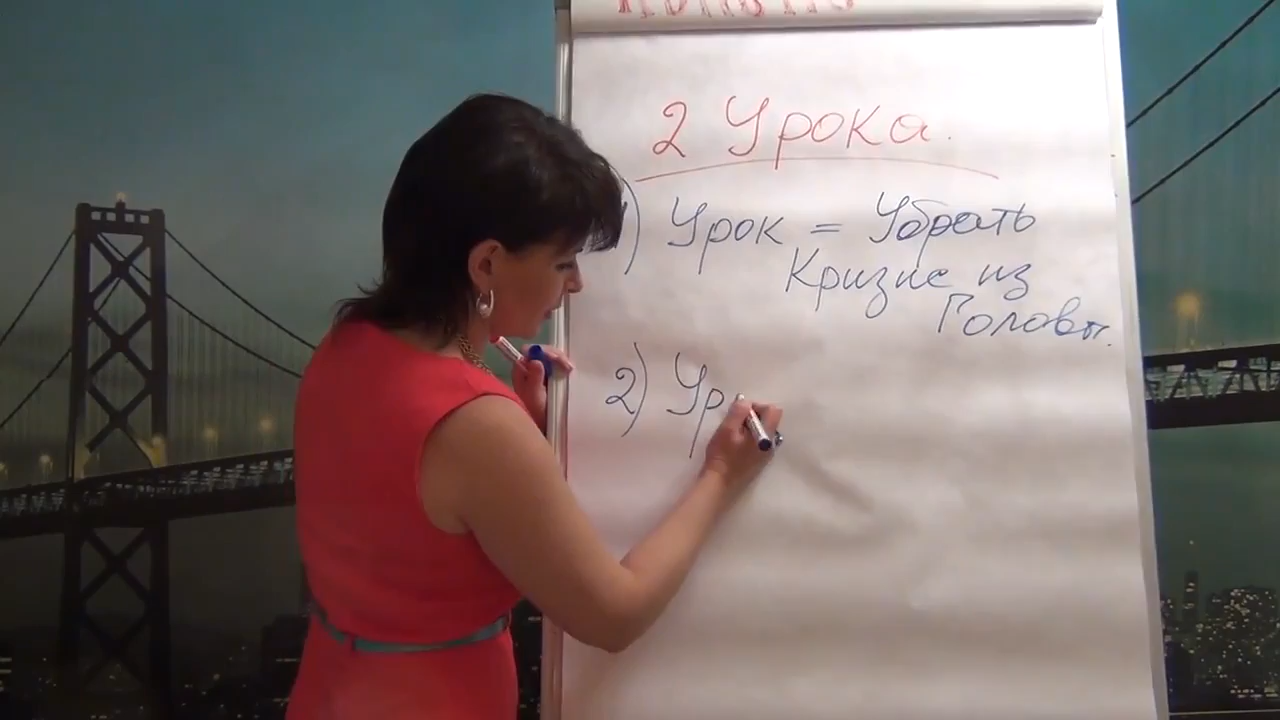 2 Урока.
1) Урок = Убрать
Кризис из
Головы.
2) Ур